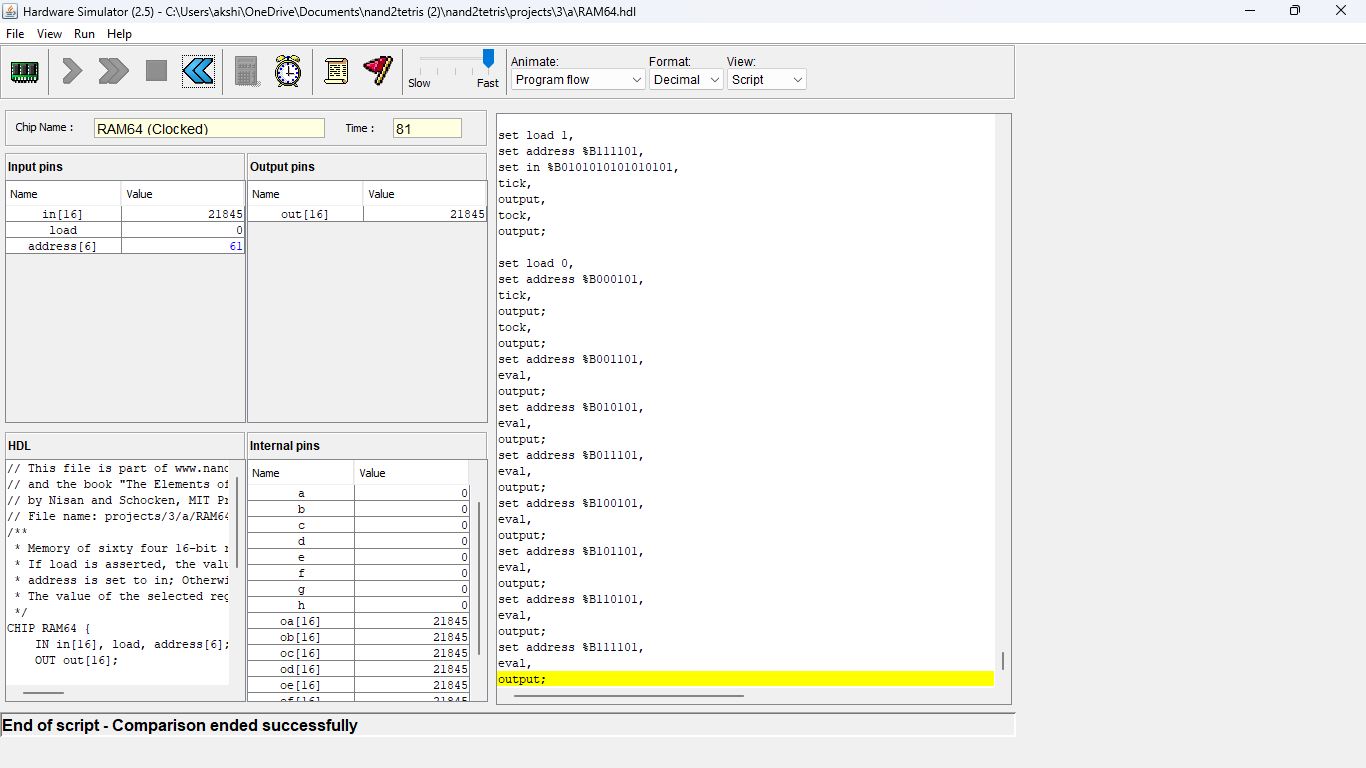 Hardware Simulator (2.5) - C:\Users\akshi\OneDrive\Documents\nand2tetris (2)\nand2tetris\projects\3\a\RAM64.hdl
File View Run Help
Slow Fast
Animate:
Program flow
Format:
Decimal
View:
Script
Chip Name : RAM64 (Clocked) Time : 81
Input pins
Name Value
in[16] 21845
load 0
address[6] 61
Output pins
Name Value
out[16] 21845
HDL
// This file is part of www.nand
// and the book "The Elements of
// by Nisan and Schocken, MIT Pr
// File name: projects/3/a/RAM64
/**
* Memory of sixty four 16-bit r
* If load is asserted, the valu
* address is set to in; Otherwi
* The value of the selected reg
*/
CHIP RAM64 {
IN in[16], load, address[6];
OUT out[16];
Internal pins
Name Value
a 0
b 0
c 0
d 0
e 0
f 0
g 0
h 0
oa[16] 21845
ob[16] 21845
oc[16] 21845
od[16] 21845
oe[16] 21845
of[16] 21845
set load 1,
set address %B111101,
set in %B0101010101010101,
tick,
output,
tock,
output;
set load 0,
set address %B000101,
tick,
output;
tock,
output;
set address %B001101,
eval,
output;
set address %B010101,
eval,
output;
set address %B011101,
eval,
output;
set address %B100101,
eval,
output;
set address %B101101,
eval,
output;
set address %B110101,
eval,
output;
set address %B111101,
eval,
output;
End of script - Comparison ended successfully